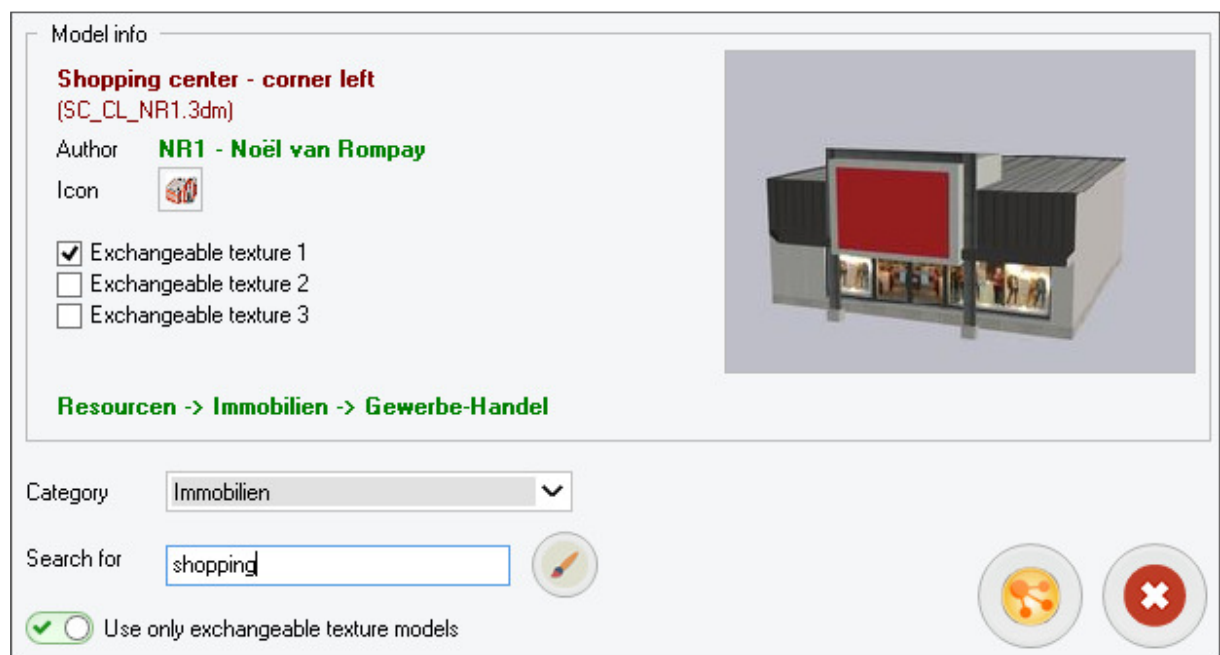 Model info
Shopping center - corner left
(SC_CL_NR1.3dm)
Author NR1 - Noël van Rompay
Icon
Exchangeable texture 1
Exchangeable texture 2
Exchangeable texture 3
Resourcen -> Immobilien -> Gewerbe-Handel
Category Immobilien
Search for shopping
Use only exchangeable texture models